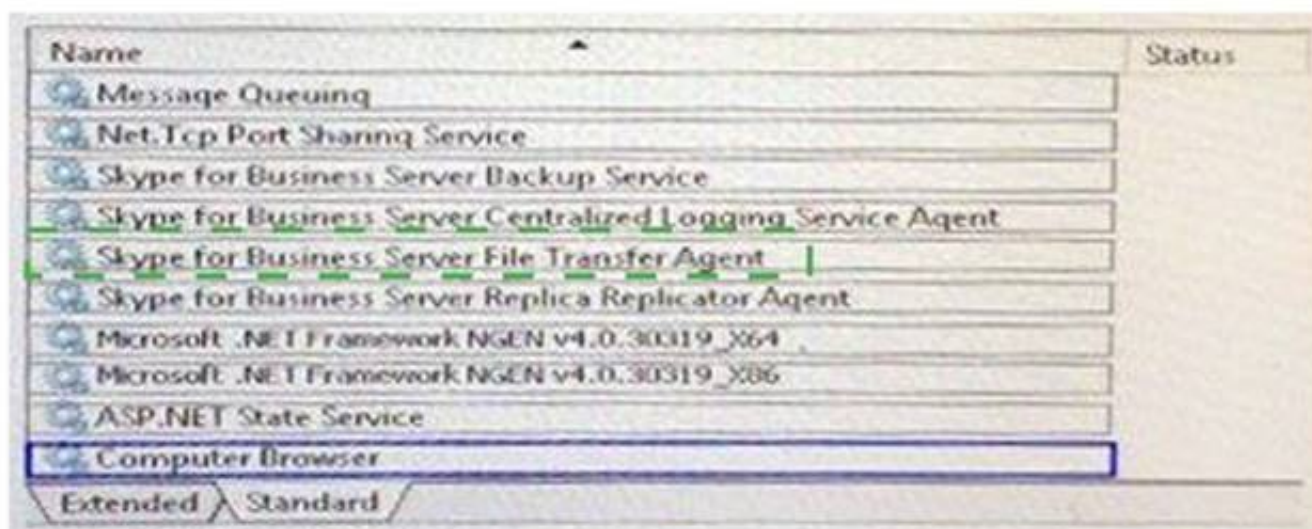 Name
Status
Message Queuing
Net.Tcp Port Sharing Service
Skype for Business Server Backup Service
Skype for Business Server Centralized Logging Service Agent
Skype for Business Server File Transfer Agent
Skype for Business Server Replica Replicator Agent
Microsoft .NET Framework NGEN v4.0.30319_X64
Microsoft .NET Framework NGEN v4.0.30319_X86
ASP.NET State Service
Computer Browser
Extended
Standard